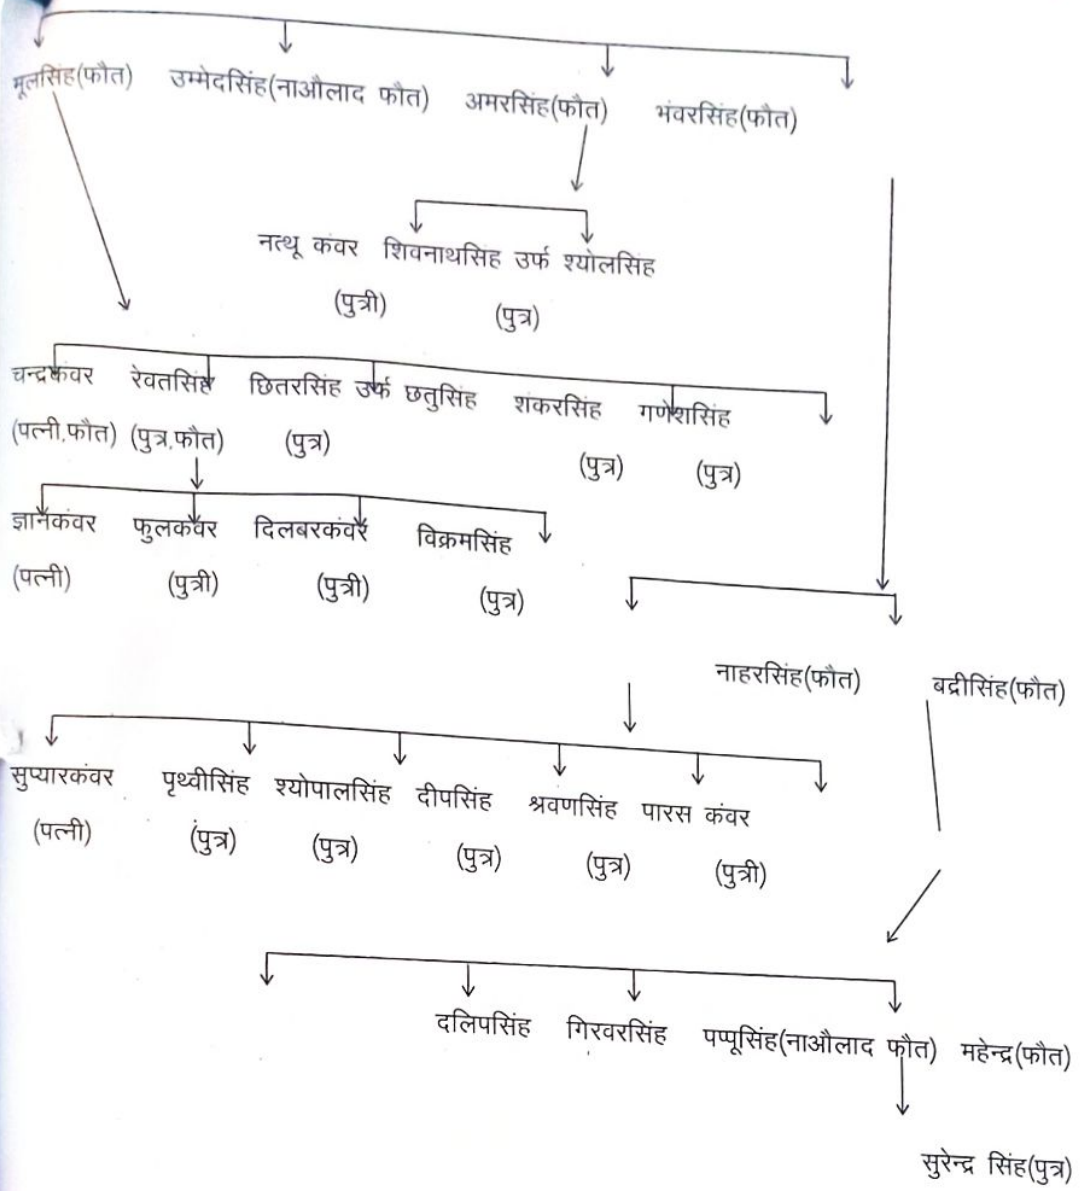 मूलसिंह(फौत) उम्मेदसिंह(नाऔलाद फौत) अमरसिंह(फौत) भंवरसिंह(फौत)
नत्थू कंवर शिवनाथसिंह उर्फ श्योलसिंह
(पुत्री) (पुत्र)
चन्द्रकंवर रेवतसिंह छितरसिंह उर्फ छतुसिंह शंकरसिंह गणेशसिंह
(पत्नी,फौत) (पुत्र,फौत) (पुत्र) (पुत्र) (पुत्र)
ज्ञानकंवर फुलकंवर दिलबरकंवर विक्रमसिंह
(पत्नी) (पुत्री) (पुत्री) (पुत्र)
नाहरसिंह(फौत) बद्रीसिंह(फौत)
सुप्यारकंवर पृथ्वीसिंह श्योपालसिंह दीपसिंह श्रवणसिंह पारस कंवर
(पत्नी) (पुत्र) (पुत्र) (पुत्र) (पुत्र) (पुत्री)
दलिपसिंह गिरवरसिंह पप्पूसिंह(नाऔलाद फौत) महेन्द्र(फौत)
सुरेन्द्र सिंह(पुत्र)